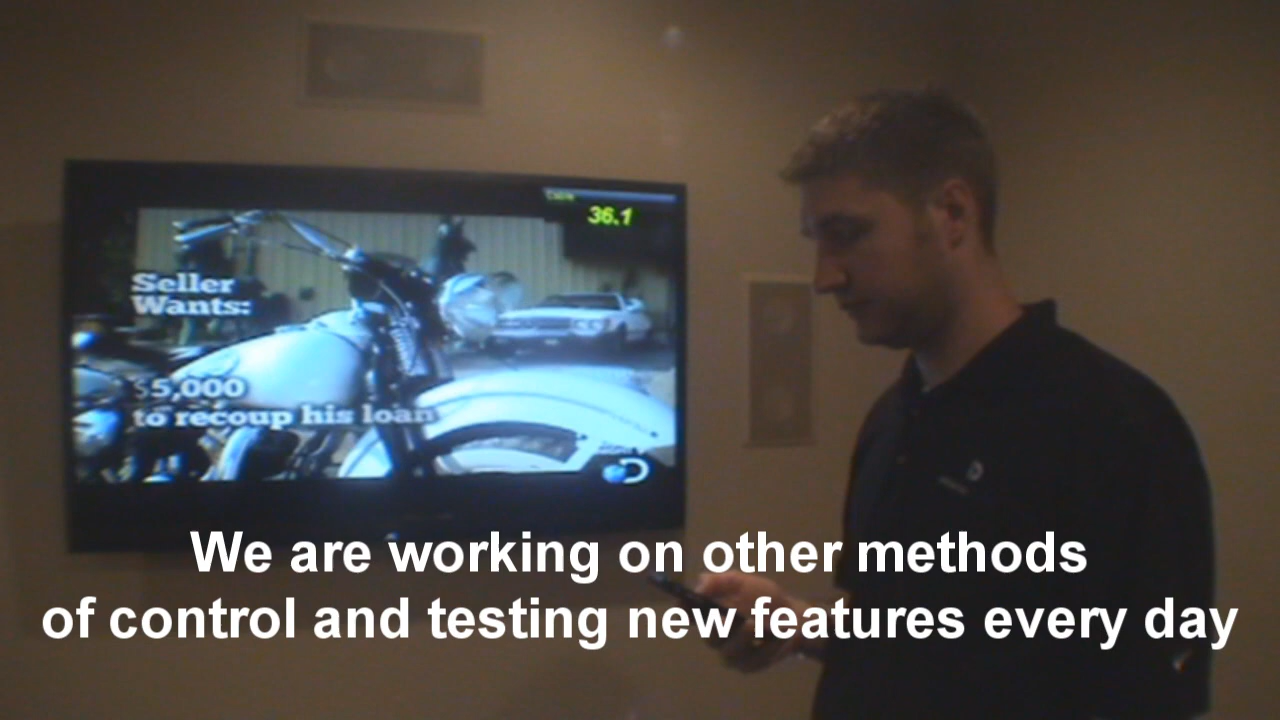 36.1
Seller
Wants:
$5,000
to recoup his loan
We are working on other methods
of control and testing new features every day